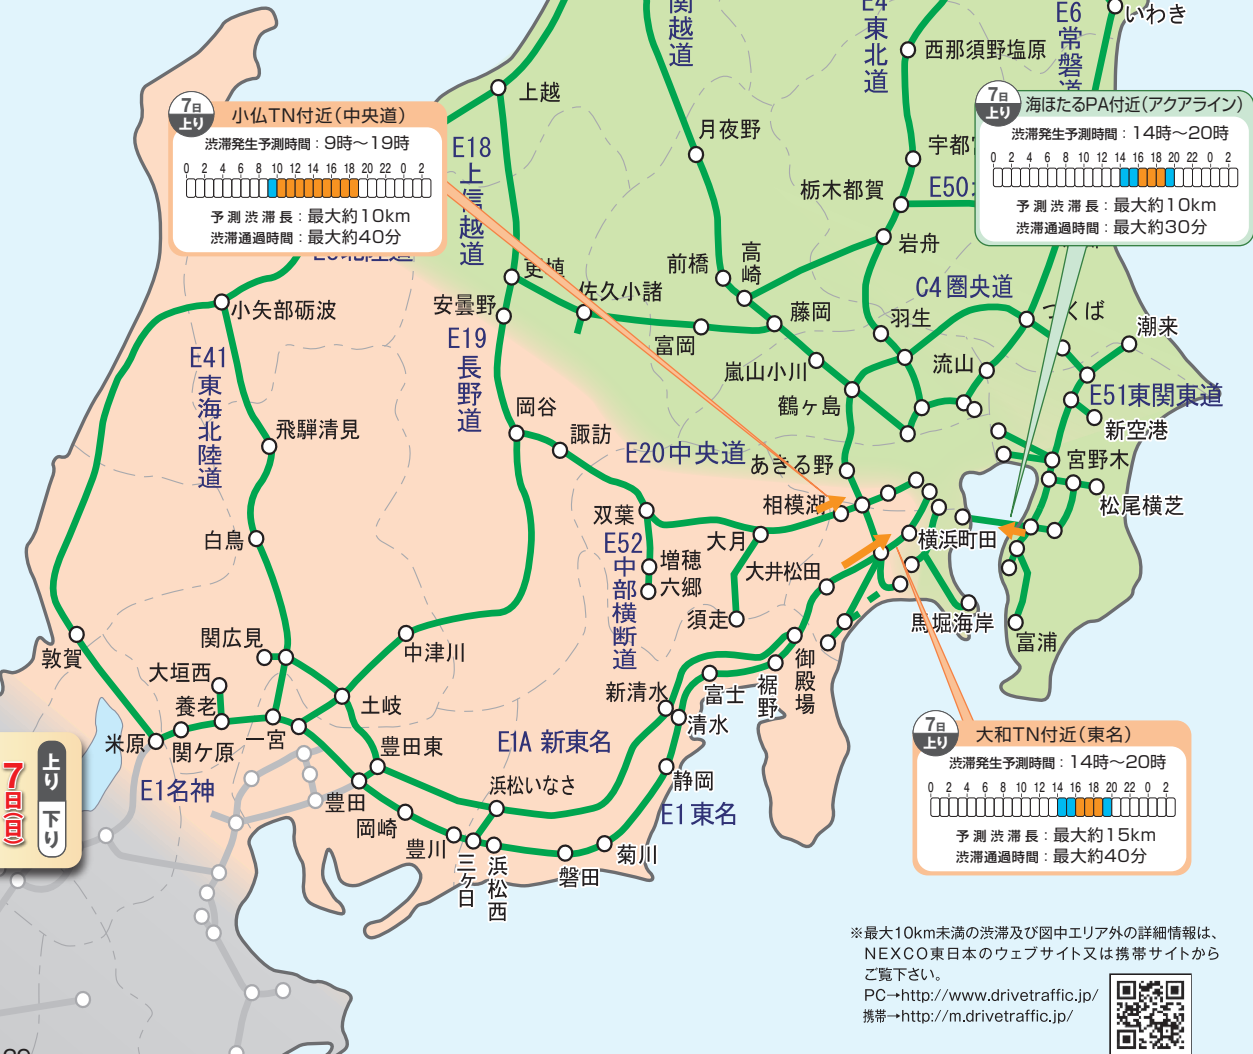 関越道
E4東北道
E6常磐道
いわき
西那須野塩原
上越
7日
上り
小仏TN付近(中央道)
渋滞発生予測時間：9時～19時
0 2 4 6 8 10 12 14 16 18 20 22 0 2
予測渋滞長：最大約10km
渋滞通過時間：最大約40分
7日
上り
海ほたるPA付近(アクアライン)
渋滞発生予測時間：14時～20時
0 2 4 6 8 10 12 14 16 18 20 22 0 2
予測渋滞長：最大約10km
渋滞通過時間：最大約30分
E18上信越道
月夜野
宇都
栃木都賀
E50
岩舟
前橋
高崎
更埴
佐久小諸
C4圏央道
安曇野
小矢部砺波
藤岡
羽生
つくば
潮来
富岡
E19長野道
E41東海北陸道
嵐山小川
流山
鶴ヶ島
E51東関東道
新空港
岡谷
諏訪
飛騨清見
E20中央道
あきる野
宮野木
松尾横芝
双葉
相模湖
白鳥
大月
横浜町田
E52中部横断道
増穂
六郷
大井松田
須走
馬堀海岸
富浦
関広見
中津川
敦賀
大垣西
養老
御殿場
裾野
富士
新清水
清水
土岐
米原
関ケ原
一宮
豊田東
E1A 新東名
E1名神
浜松いなさ
静岡
豊田
岡崎
E1東名
豊川
三ケ日
浜松西
磐田
菊川
上り
下り
7日(日)
7日
上り
大和TN付近(東名)
渋滞発生予測時間：14時～20時
0 2 4 6 8 10 12 14 16 18 20 22 0 2
予測渋滞長：最大約15km
渋滞通過時間：最大約40分
※最大10km未満の渋滞及び図中エリア外の詳細情報は、
NEXCO東日本のウェブサイト又は携帯サイトから
ご覧下さい。
PC→http://www.drivetraffic.jp/
携帯→http://m.drivetraffic.jp/